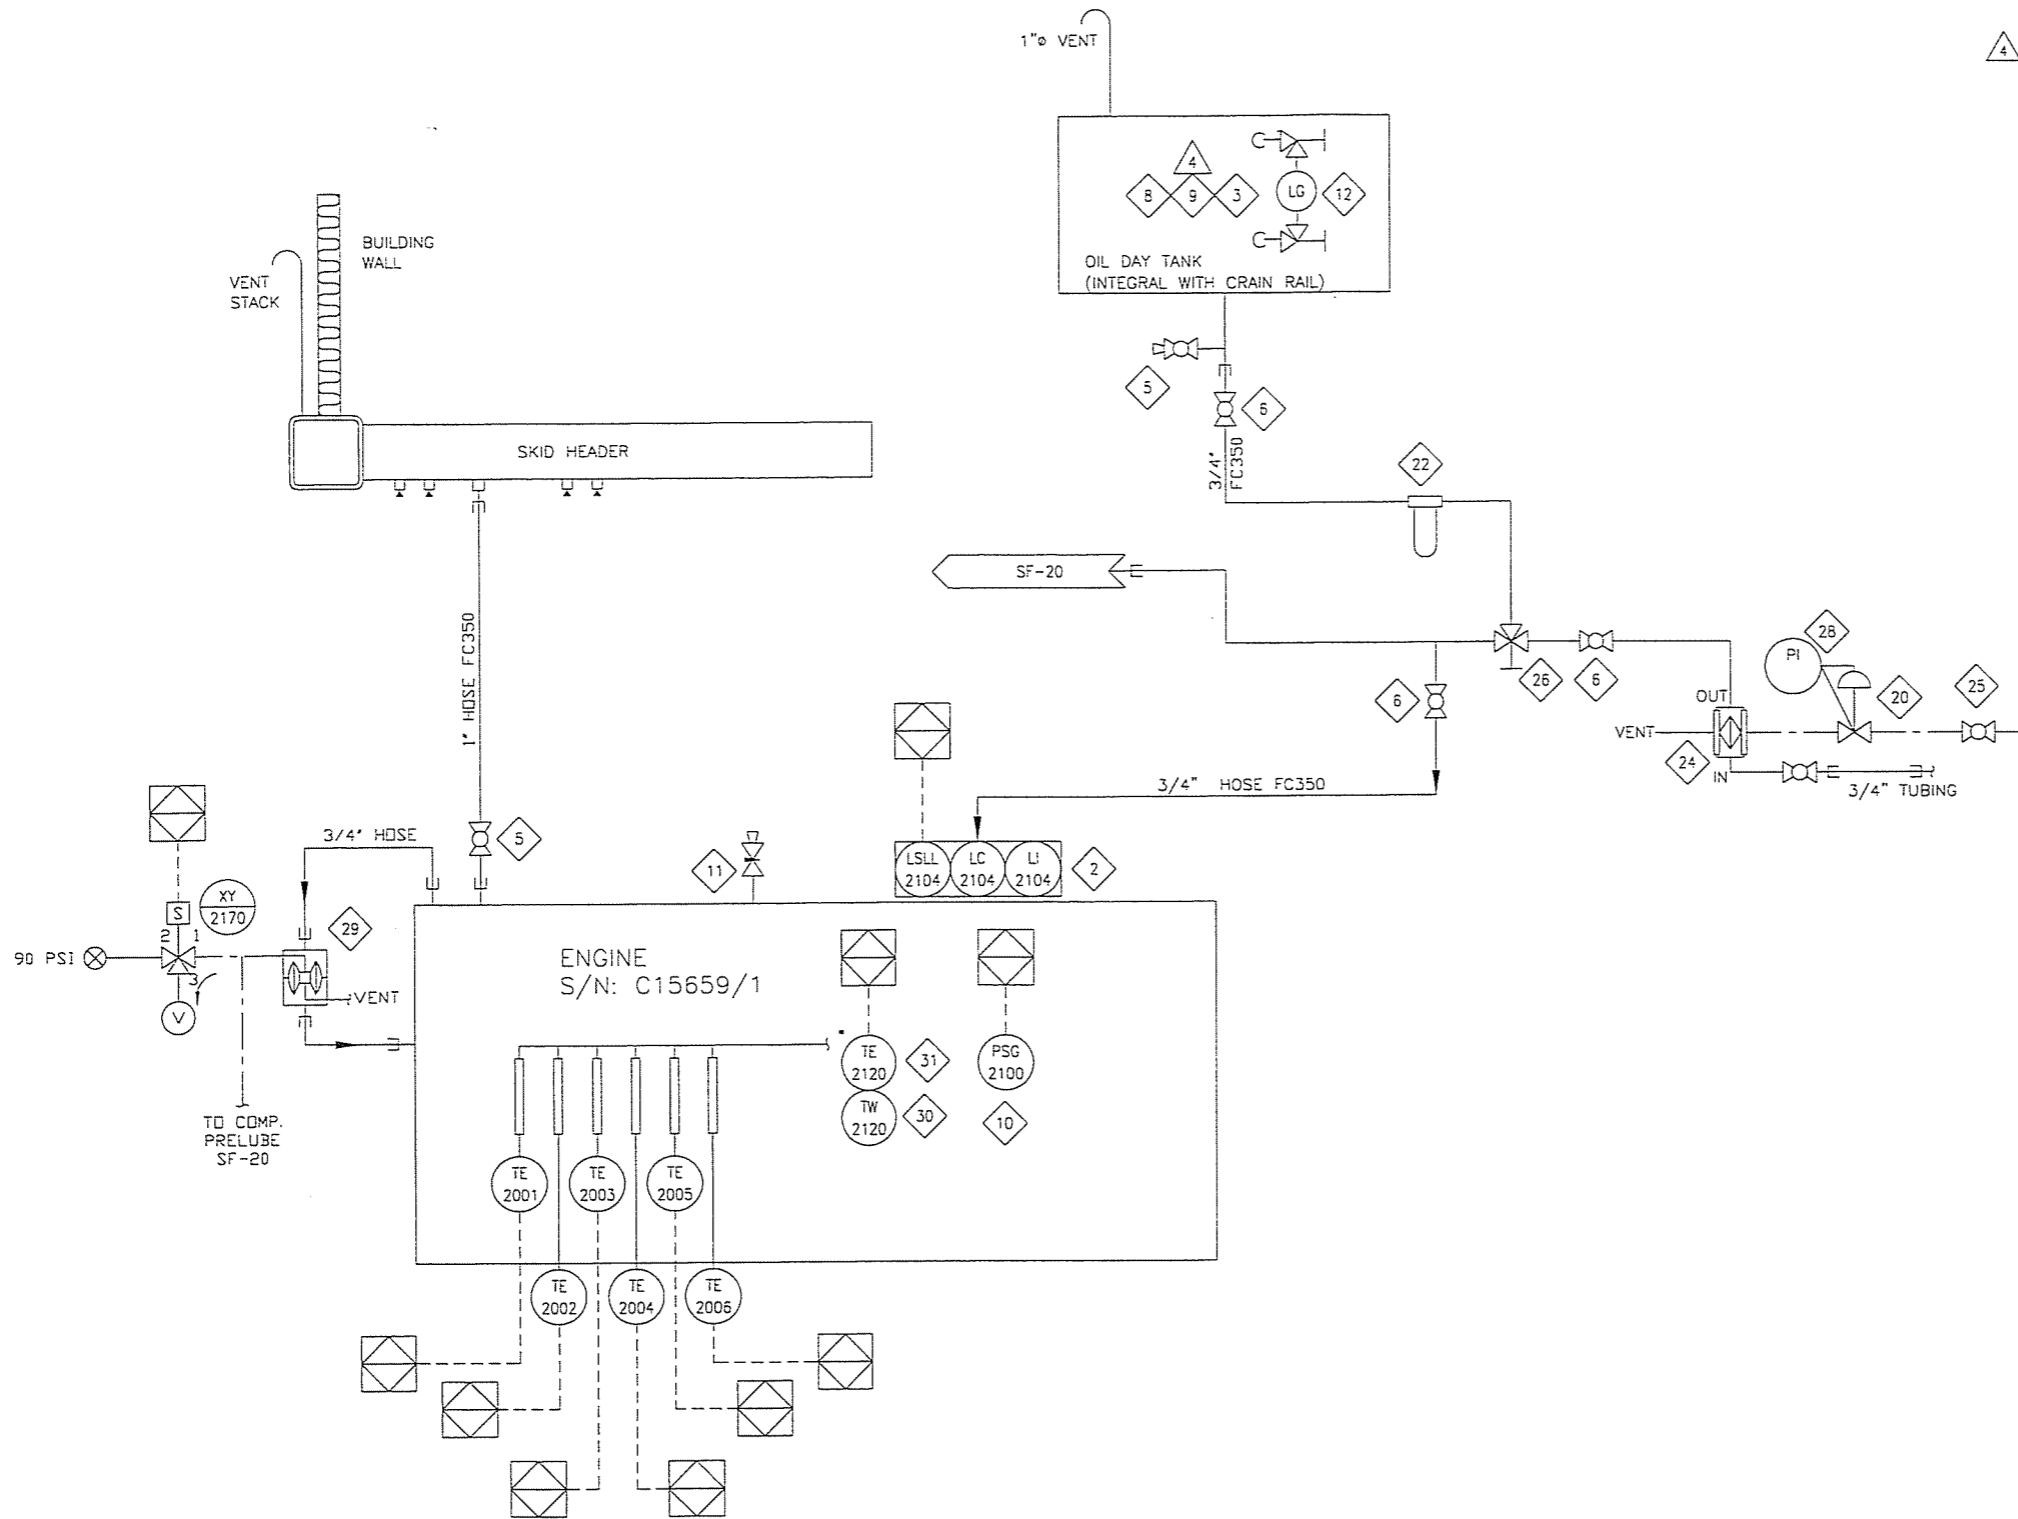 1"ø VENT
4
4
8
9
3
LG
12
OIL DAY TANK
(INTEGRAL WITH CRAIN RAIL)
BUILDING
WALL
VENT
STACK
SKID HEADER
5
6
3/4"
FC350
22
SF-20
1" HOSE FC350
28
PI
26
6
20
25
6
OUT
VENT
24
IN
3/4" TUBING
3/4" HOSE FC350
3/4" HOSE
5
11
LSLL
2104
LC
2104
LI
2104
2
XY
2170
S
2
1
3
29
90 PSI
V
VENT
TO COMP.
PRELUBE
SF-20
ENGINE
S/N: C15659/1
TE
2120
31
TW
2120
30
PSG
2100
10
TE
2001
TE
2003
TE
2005
TE
2002
TE
2004
TE
2006